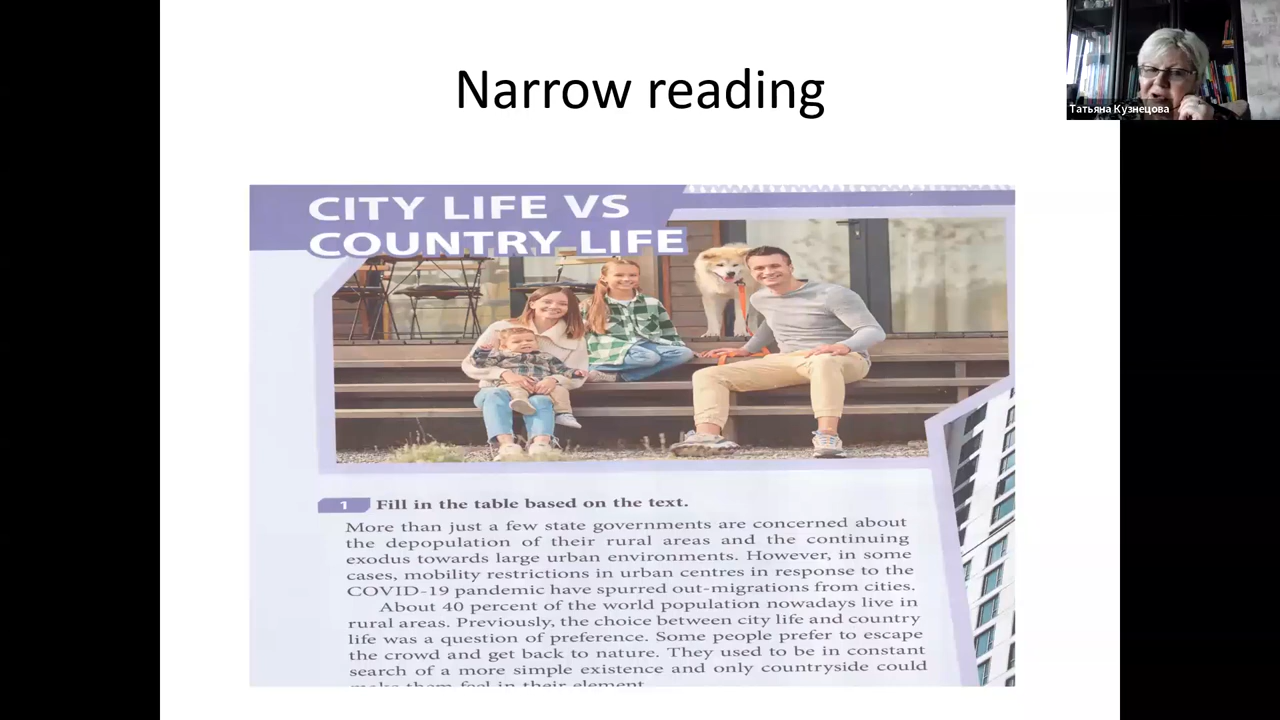 Narrow reading
Татьяна Кузнецова
CITY LIFE VS
COUNTRY LIFE
1 Fill in the table based on the text.
More than just a few state governments are concerned about
the depopulation of their rural areas and the continuing
exodus towards large urban environments. However, in some
cases, mobility restrictions in urban centres in response to the
COVID-19 pandemic have spurred out-migrations from cities.
About 40 percent of the world population nowadays live in
rural areas. Previously, the choice between city life and country
life was a question of preference. Some people prefer to escape
the crowd and get back to nature. They used to be in constant
search of a more simple existence and only countryside could
make them feel in their element